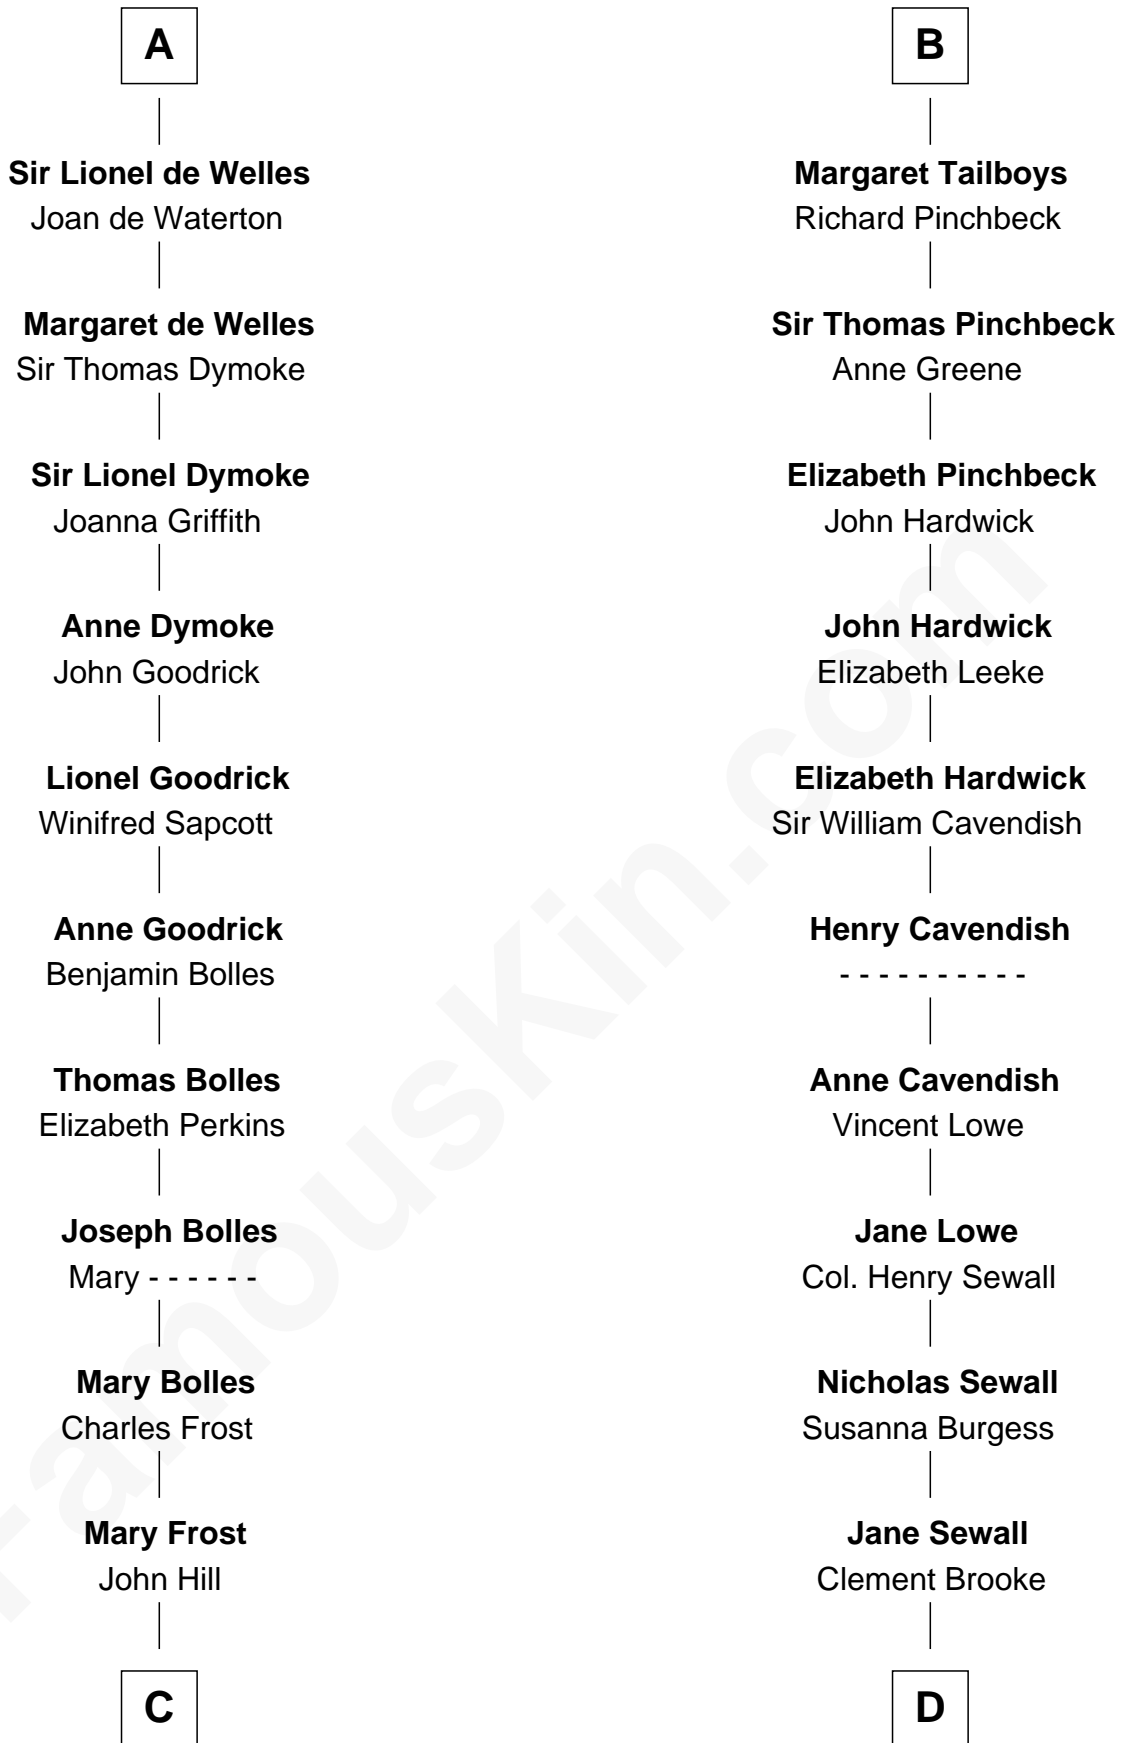 A
Sir Lionel de Welles
Joan de Waterton
Margaret de Welles
Sir Thomas Dymoke
Sir Lionel Dymoke
Joanna Griffith
Anne Dymoke
John Goodrick
Lionel Goodrick
Winifred Sapcott
Anne Goodrick
Benjamin Bolles
Thomas Bolles
Elizabeth Perkins
Joseph Bolles
Mary - - - - - -
Mary Bolles
Charles Frost
Mary Frost
John Hill
C
B
Margaret Tailboys
Richard Pinchbeck
Sir Thomas Pinchbeck
Anne Greene
Elizabeth Pinchbeck
John Hardwick
John Hardwick
Elizabeth Leeke
Elizabeth Hardwick
Sir William Cavendish
Henry Cavendish
- - - - - - - - - -
Anne Cavendish
Vincent Lowe
Jane Lowe
Col. Henry Sewall
Nicholas Sewall
Susanna Burgess
Jane Sewall
Clement Brooke
D
FamousKin.com